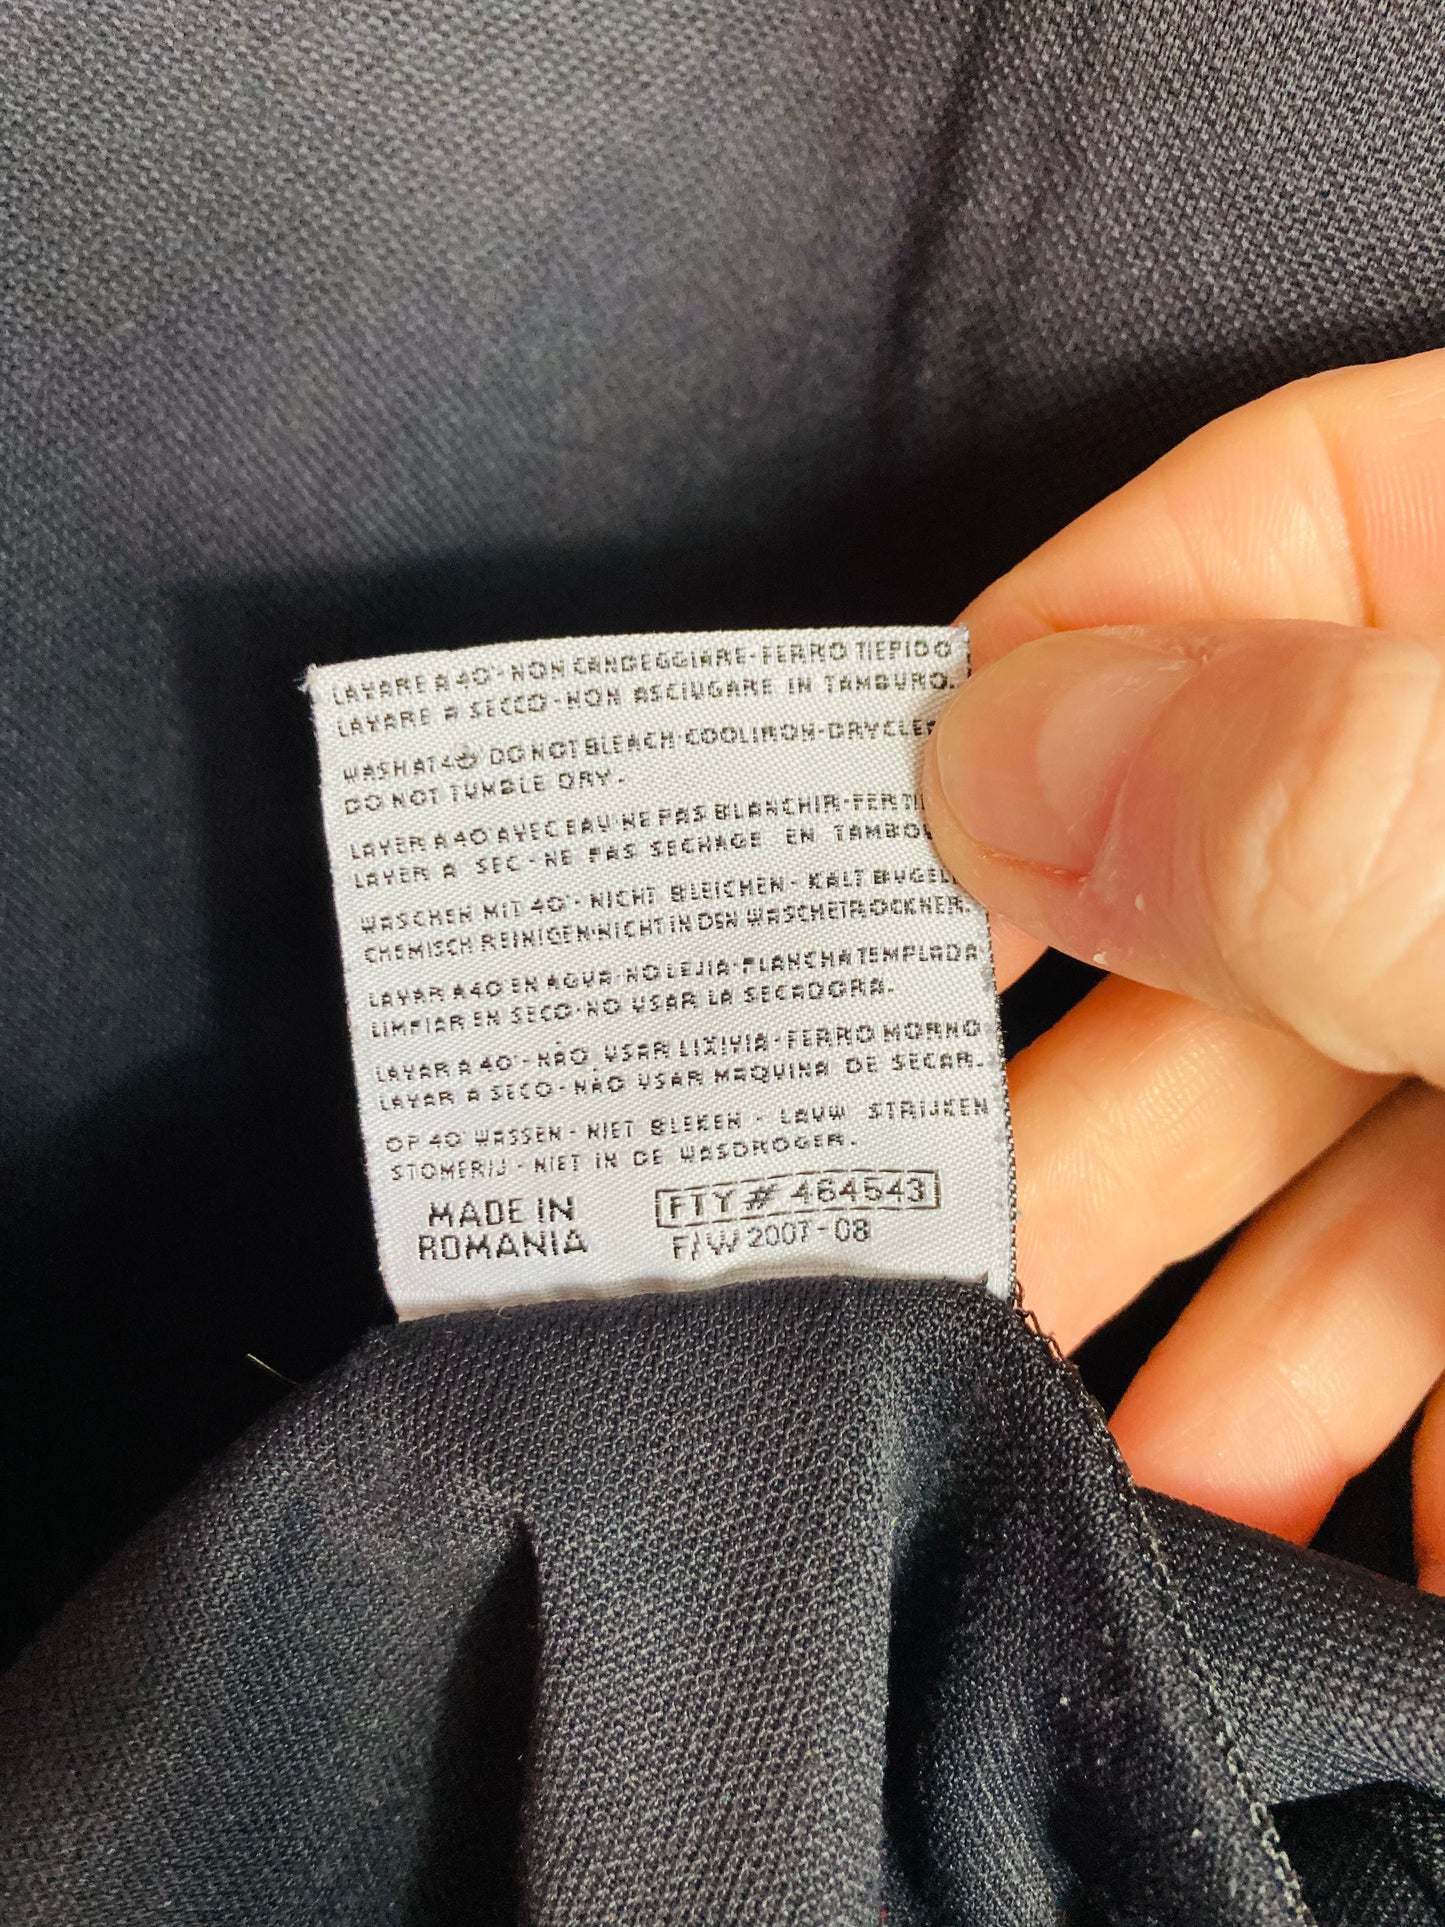 LAVARE A 40°-NON CANDEGGIARE-FERRO TIEPIDO
LAVARE A SECCO-NON ASCIUGARE IN TAMBURO.
WASH AT 40 DO NOT BLEACH-COOL IRON-DRYCLEA
DO NOT TUMBLE DRY.
LAVER A 40 AVEC EAU-NE PAS BLANCHIR-FER
LAVER A SEC-NE PAS SECHAGE EN TAMBOU
WASCHEN MIT 40°-NICHT BLEICHEN-KALT BUGEL
CHEMISCH REINIGEN-NICHT IN DEN WASCHETROCKNER.
LAVAR A 40 EN AGUA-NO LEJIA-PLANCHA TEMPLADA
LIMPIAR EN SECO-NO USAR LA SECADORA.
LAVAR A 40°-NÃO USAR LIXIVIA-FERRO MORNO
LAVAR A SECO-NÃO USAR MAQUINA DE SECAR.
OP 40° WASSEN-NIET BLEKEN-LAUW STRIJKEN
STOMERIJ-NIET IN DE WASDROGER.
MADE IN
ROMANIA
FTY # 464543
F/W 2007-08